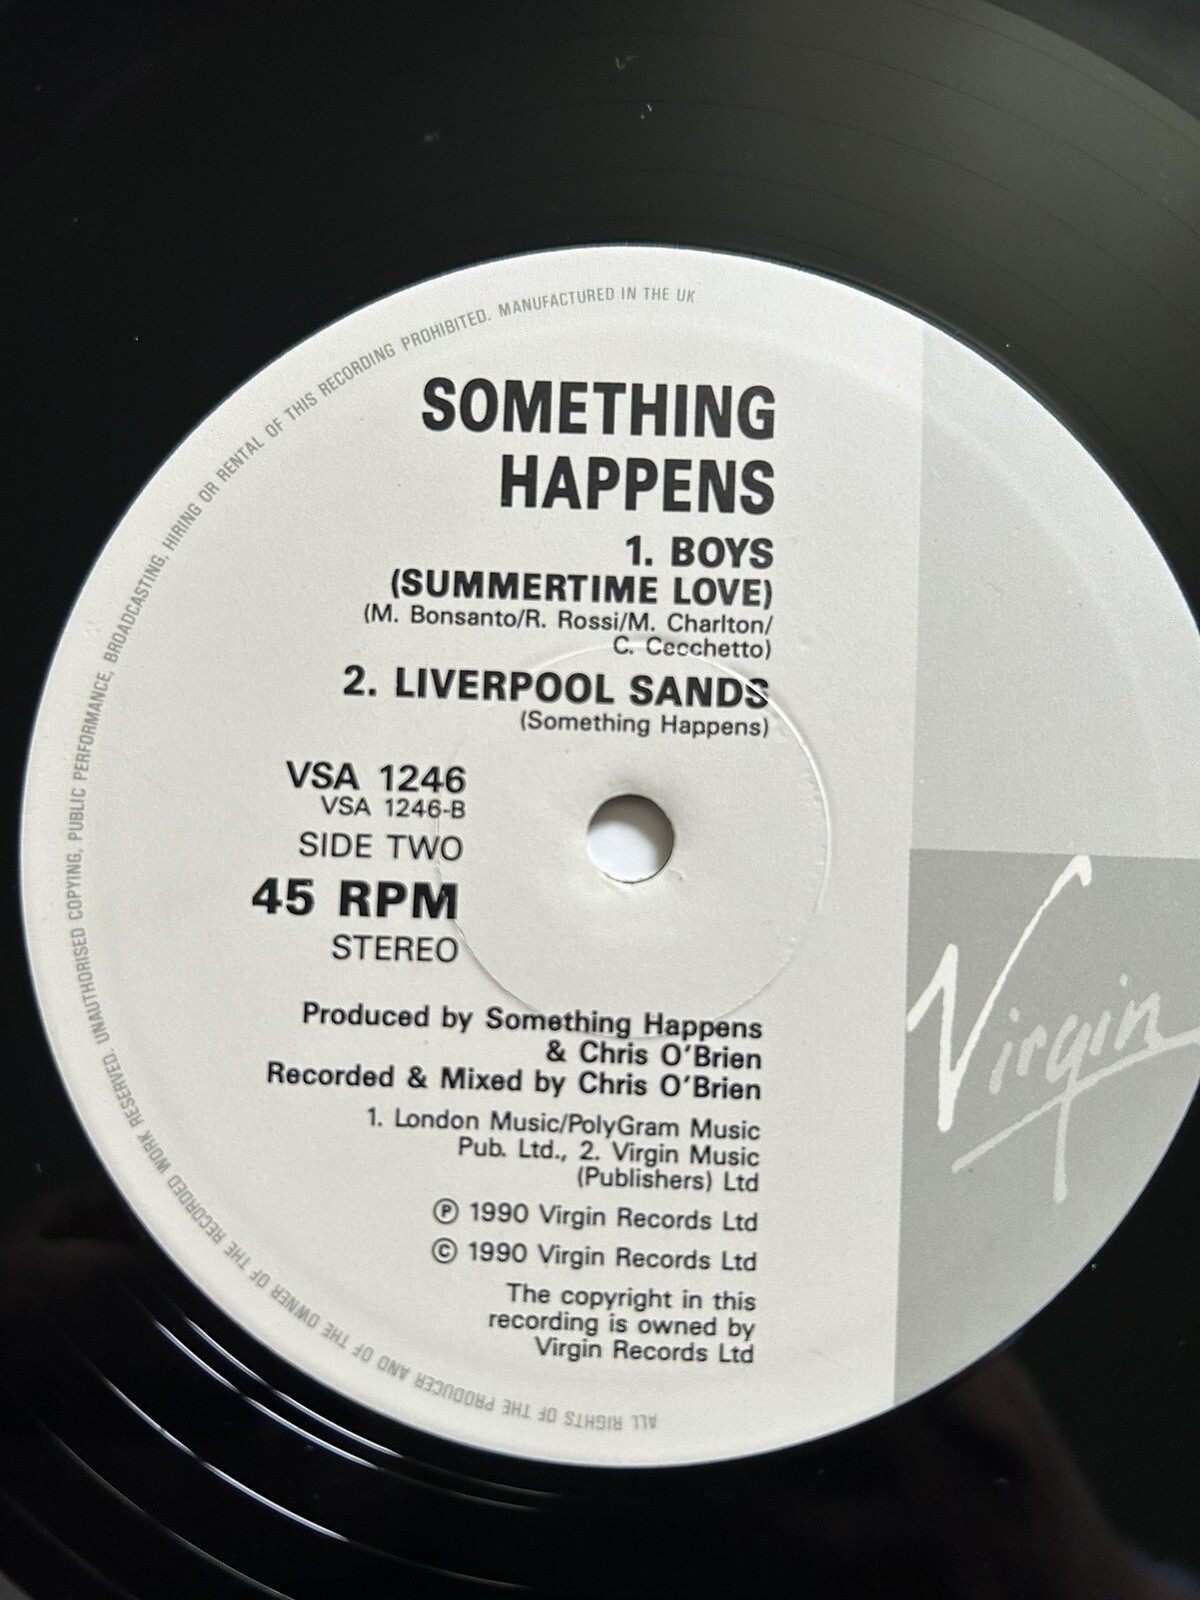 ALL RIGHTS OF THE PRODUCER AND OF THE OWNER OF THE RECORDED WORK RESERVED. UNAUTHORISED COPYING, PUBLIC PERFORMANCE, BROADCASTING, HIRING OR RENTAL OF THIS RECORDING PROHIBITED. MANUFACTURED IN THE UK
SOMETHING
HAPPENS
1. BOYS
(SUMMERTIME LOVE)
(M. Bonsanto/R. Rossi/M. Charlton/
C. Cecchetto)
2. LIVERPOOL SANDS
(Something Happens)
VSA 1246
VSA 1246-B
SIDE TWO
45 RPM
STEREO
Produced by Something Happens
& Chris O'Brien
Recorded & Mixed by Chris O'Brien
1. London Music/PolyGram Music
Pub. Ltd., 2. Virgin Music
(Publishers) Ltd
℗ 1990 Virgin Records Ltd
© 1990 Virgin Records Ltd
The copyright in this
recording is owned by
Virgin Records Ltd
Virgin